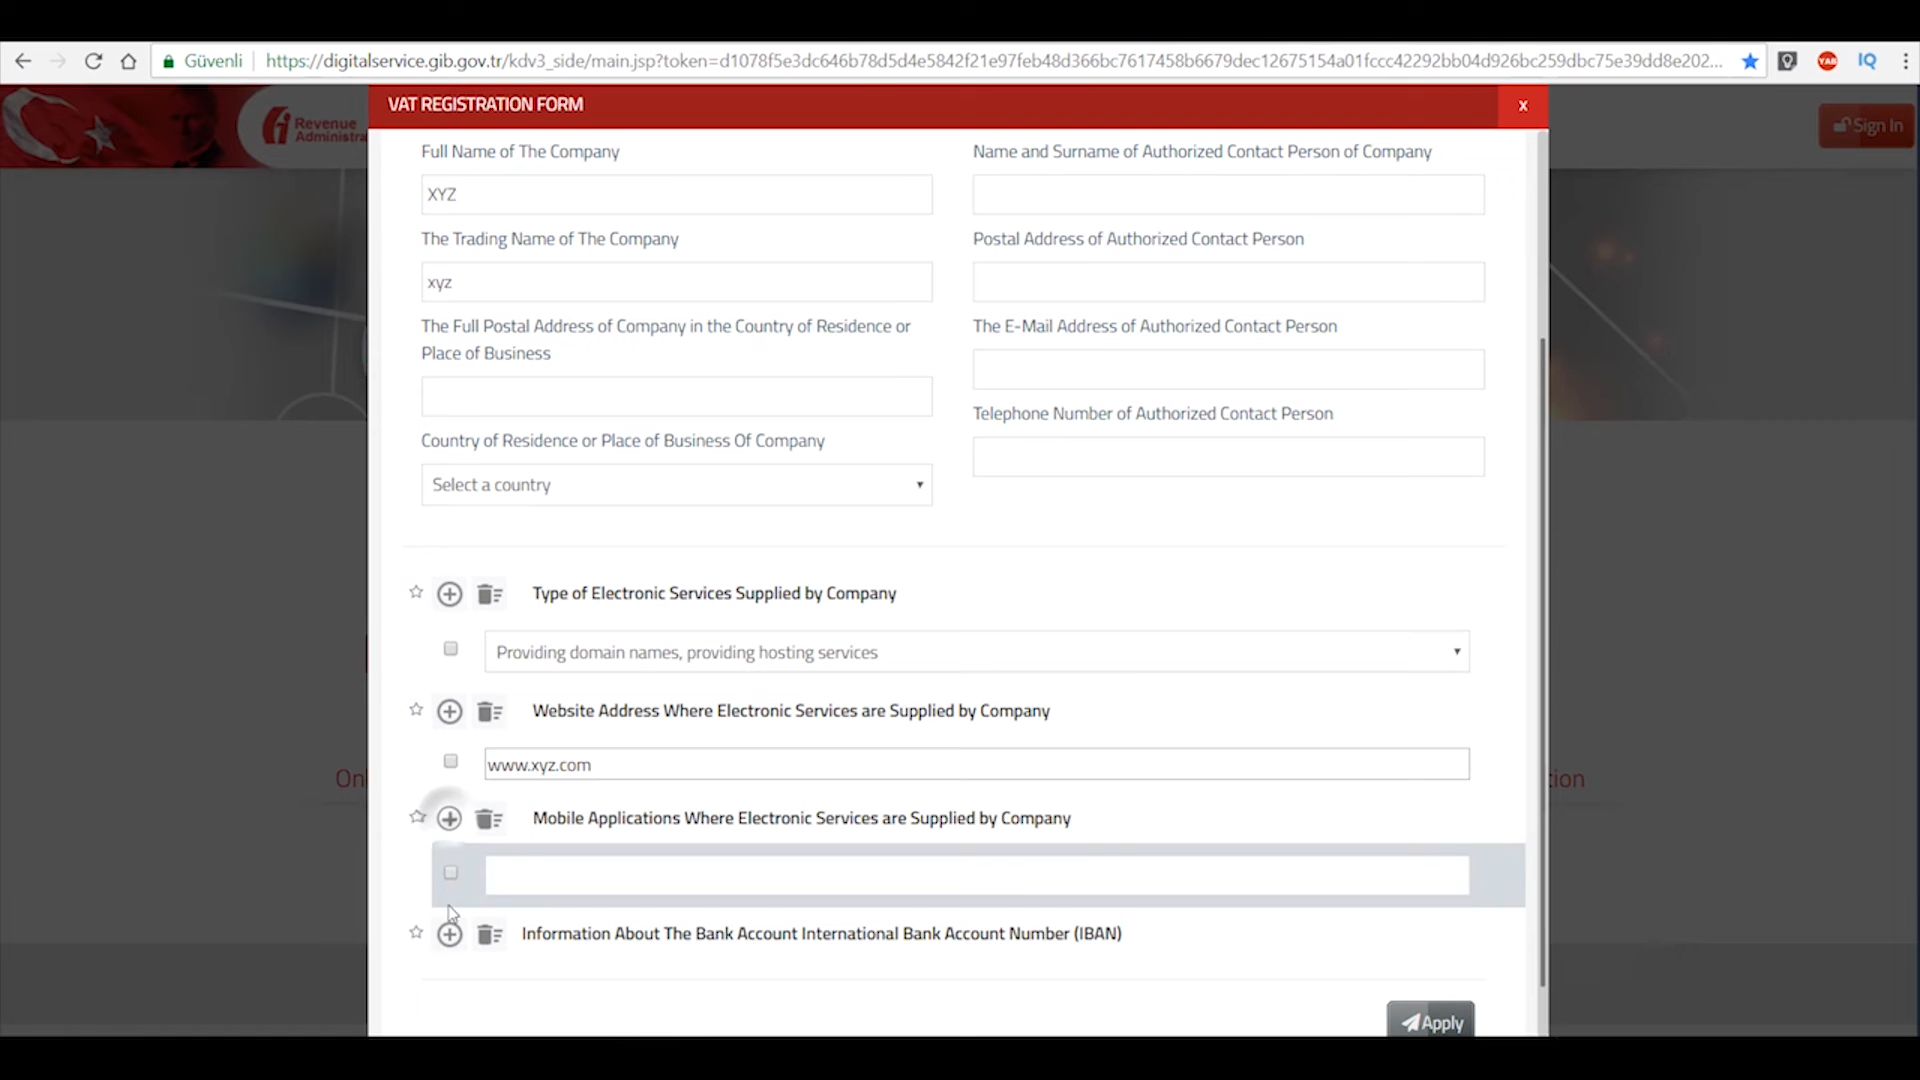 Güvenli
https://digitalservice.gib.gov.tr/kdv3_side/main.jsp?token=d1078f5e3dc646b78d5d4e5842f21e97feb48d366bc7617458b6679dec12675154a01fccc42292bb04d926bc259dbc75e39dd8e202...
YAB
IQ
Revenue
Administra
VAT REGISTRATION FORM
x
Sign In
Full Name of The Company
XYZ
The Trading Name of The Company
xyz
The Full Postal Address of Company in the Country of Residence or
Place of Business
Country of Residence or Place of Business Of Company
Select a country
Name and Surname of Authorized Contact Person of Company
Postal Address of Authorized Contact Person
The E-Mail Address of Authorized Contact Person
Telephone Number of Authorized Contact Person
Type of Electronic Services Supplied by Company
Providing domain names, providing hosting services
Website Address Where Electronic Services are Supplied by Company
www.xyz.com
On
tion
Mobile Applications Where Electronic Services are Supplied by Company
Information About The Bank Account International Bank Account Number (IBAN)
Apply